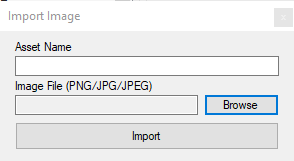 Import Image
Asset Name
Image File (PNG/JPG/JPEG)
Browse
Import